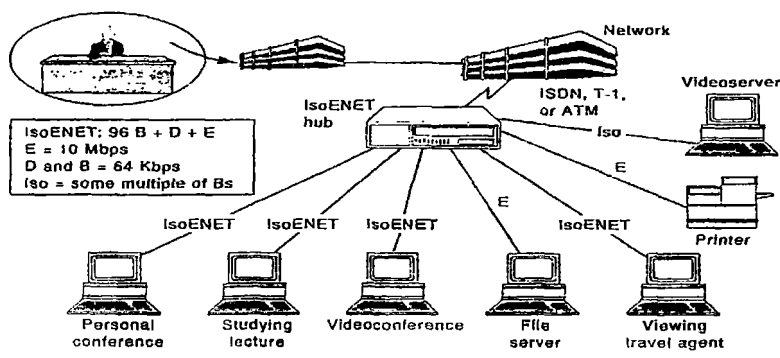 Network
ISDN, T-1,
or ATM
Videoserver
IsoENET
hub
Iso
IsoENET: 96 B + D + E
E = 10 Mbps
D and B = 64 Kbps
Iso = some multiple of Bs
E
Printer
IsoENET
IsoENET
IsoENET
E
IsoENET
Personal
conference
Studying
lecture
Videoconference
File
server
Viewing
travel agent